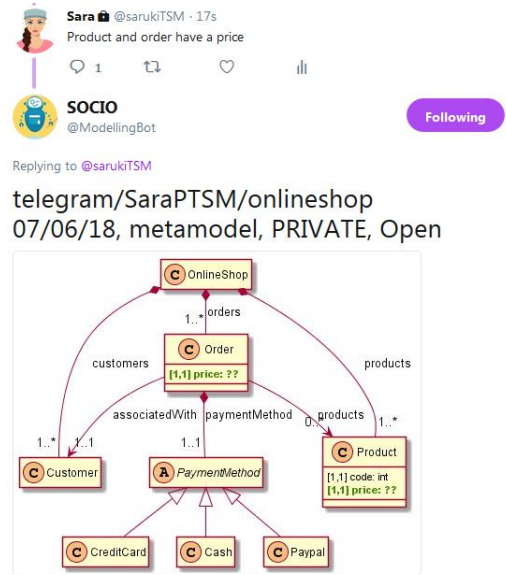 Sara @sarukiTSM · 17s
Product and order have a price
1
SOCIO
@ModellingBot
Following
Replying to @sarukiTSM
telegram/SaraPTSM/onlineshop
07/06/18, metamodel, PRIVATE, Open
C OnlineShop
1..* orders
C Order
[1,1] price: ??
customers
products
associatedWith paymentMethod products
1..* 1..1 1..1 0..* 1..*
C Product
[1,1] code: int
[1,1] price: ??
C Customer
A PaymentMethod
C CreditCard
C Cash
C Paypal